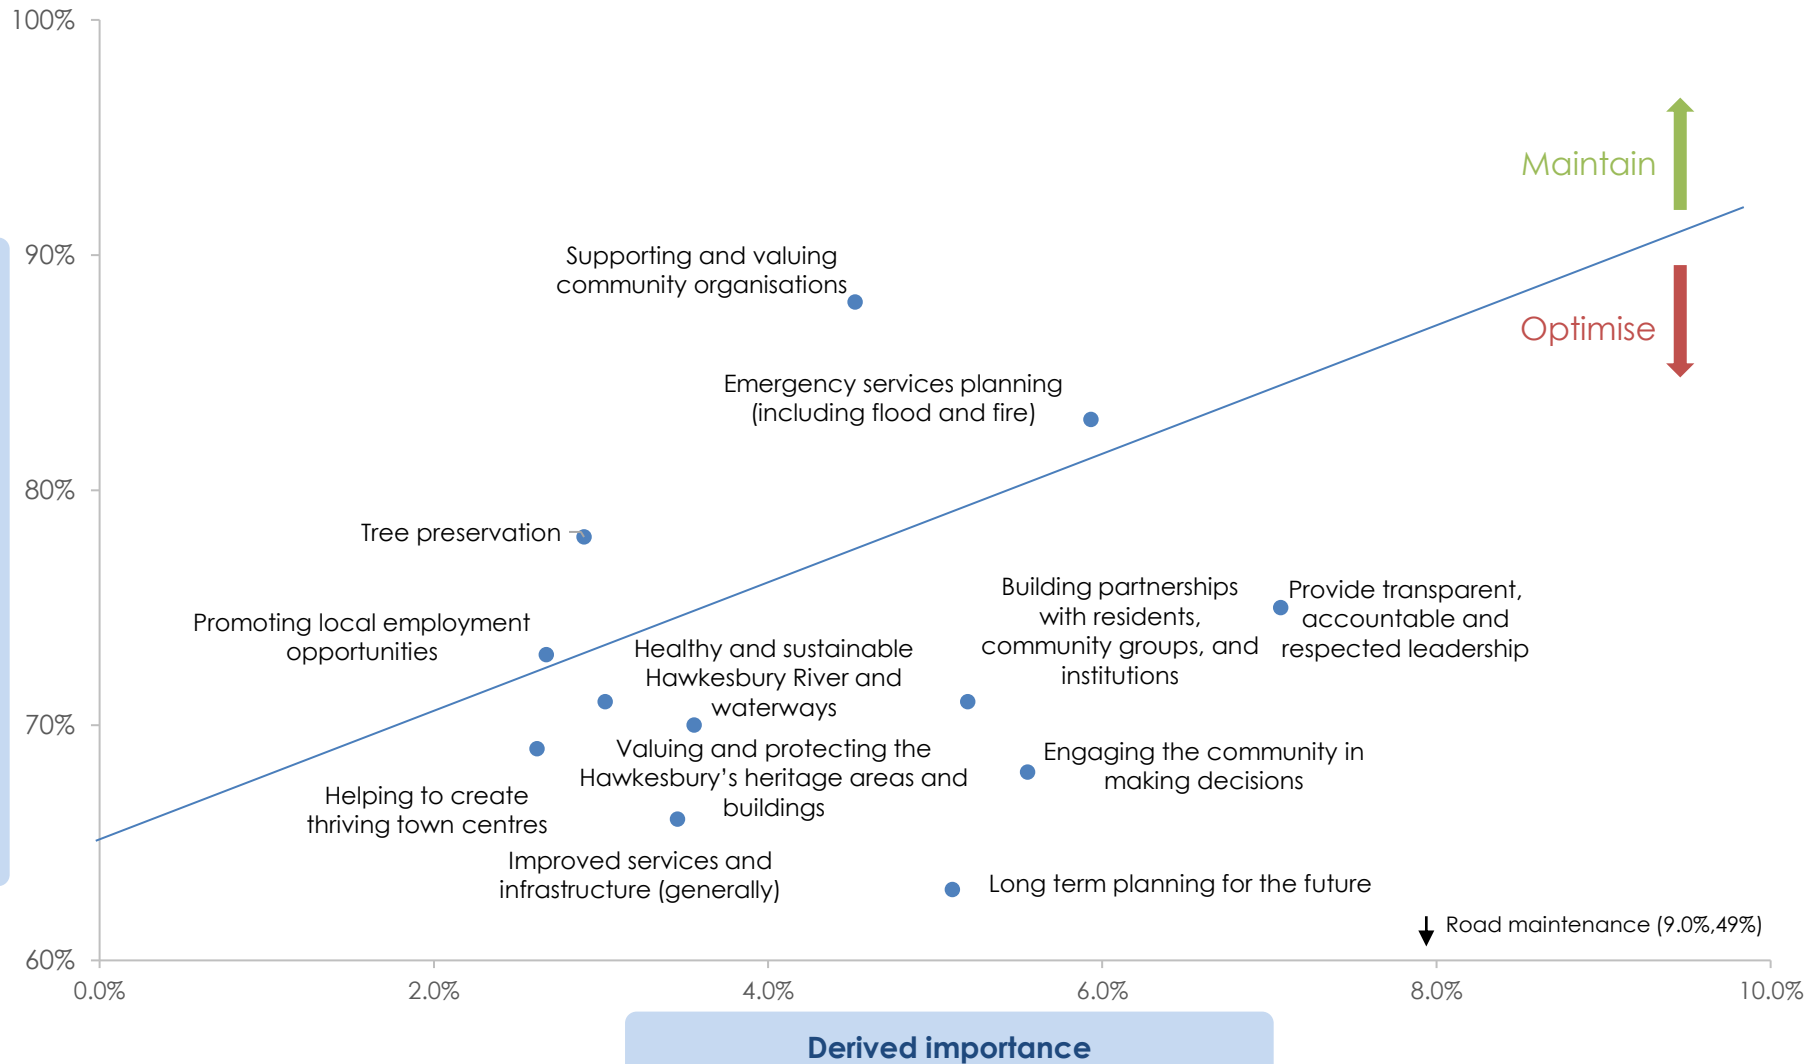 100%
90%
80%
70%
60%
Maintain
Optimise
Supporting and valuing
community organisations
Emergency services planning
(including flood and fire)
Tree preservation
Promoting local employment
opportunities
Healthy and sustainable
Hawkesbury River and
waterways
Building partnerships
with residents,
community groups, and
institutions
Provide transparent,
accountable and
respected leadership
Valuing and protecting the
Hawkesbury’s heritage areas and
buildings
Engaging the community in
making decisions
Helping to create
thriving town centres
Improved services and
infrastructure (generally)
Long term planning for the future
Road maintenance (9.0%,49%)
0.0%
2.0%
4.0%
6.0%
8.0%
10.0%
Derived importance